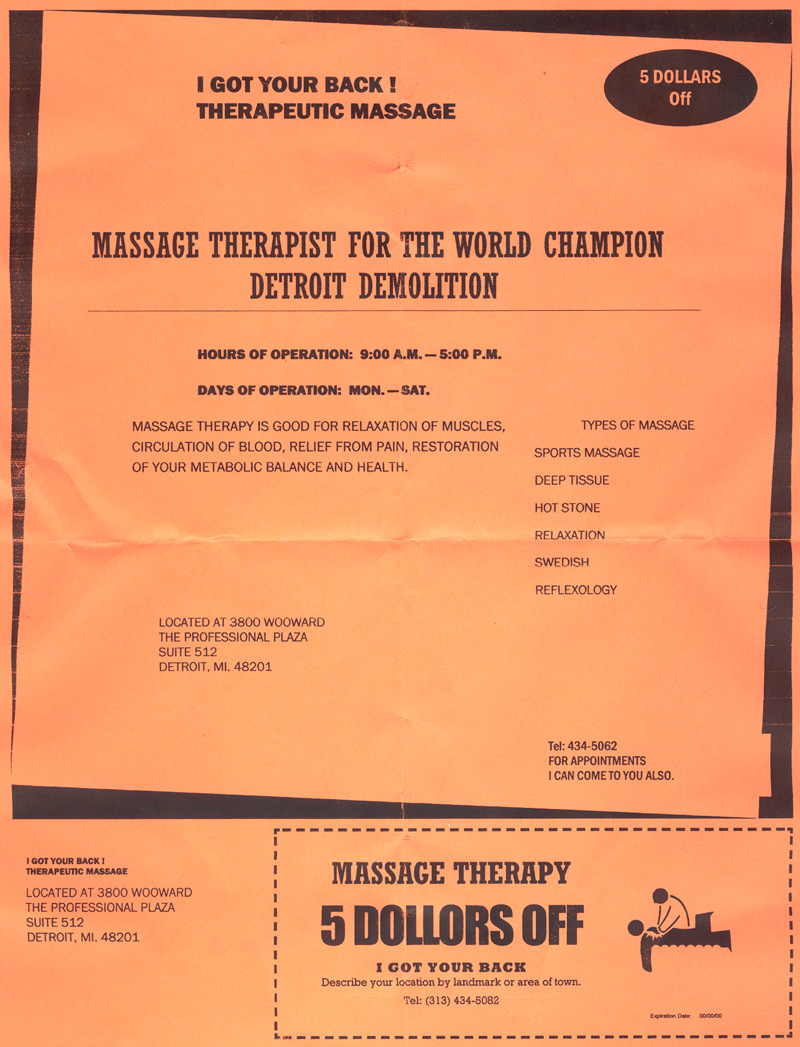 I GOT YOUR BACK !
THERAPEUTIC MASSAGE
5 DOLLARS
Off
MASSAGE THERAPIST FOR THE WORLD CHAMPION
DETROIT DEMOLITION
HOURS OF OPERATION: 9:00 A.M. — 5:00 P.M.
DAYS OF OPERATION: MON. — SAT.
MASSAGE THERAPY IS GOOD FOR RELAXATION OF MUSCLES,
CIRCULATION OF BLOOD, RELIEF FROM PAIN, RESTORATION
OF YOUR METABOLIC BALANCE AND HEALTH.
TYPES OF MASSAGE
SPORTS MASSAGE
DEEP TISSUE
HOT STONE
RELAXATION
SWEDISH
REFLEXOLOGY
LOCATED AT 3800 WOOWARD
THE PROFESSIONAL PLAZA
SUITE 512
DETROIT, MI. 48201
Tel: 434-5062
FOR APPOINTMENTS
I CAN COME TO YOU ALSO.
I GOT YOUR BACK !
THERAPEUTIC MASSAGE
LOCATED AT 3800 WOOWARD
THE PROFESSIONAL PLAZA
SUITE 512
DETROIT, MI. 48201
MASSAGE THERAPY
5 DOLLORS OFF
I GOT YOUR BACK
Describe your location by landmark or area of town.
Tel: (313) 434-5082
Expiration Date: 00/00/00